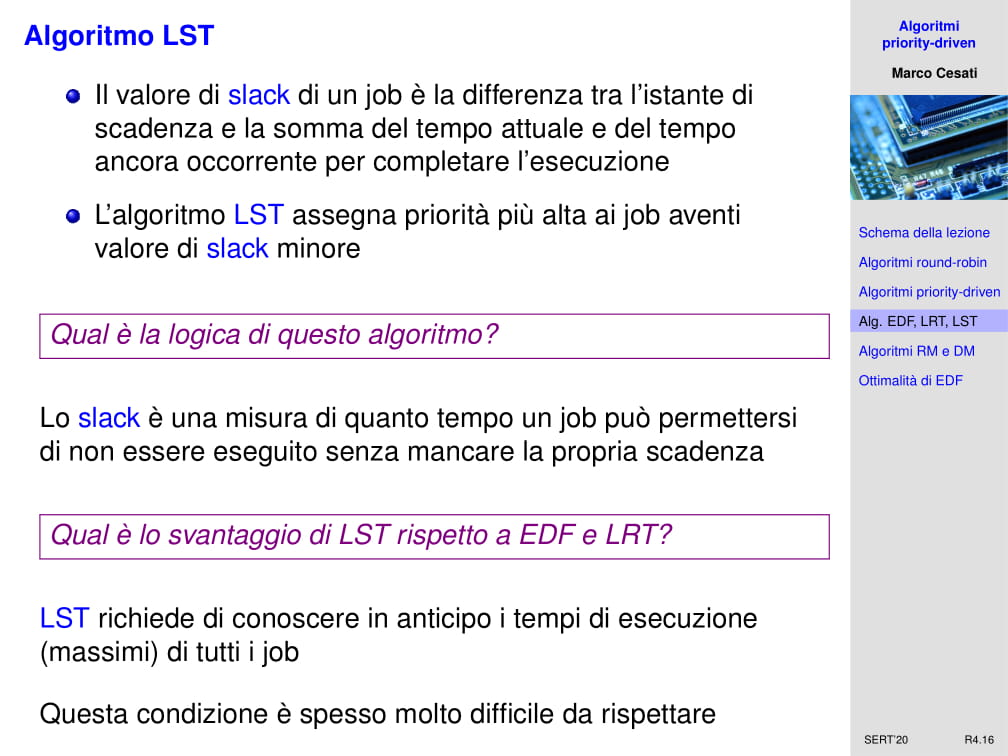 Algoritmo LST
Il valore di slack di un job è la differenza tra l'istante di
scadenza e la somma del tempo attuale e del tempo
ancora occorrente per completare l'esecuzione
L'algoritmo LST assegna priorità più alta ai job aventi
valore di slack minore
Qual è la logica di questo algoritmo?
Lo slack è una misura di quanto tempo un job può permettersi
di non essere eseguito senza mancare la propria scadenza
Qual è lo svantaggio di LST rispetto a EDF e LRT?
LST richiede di conoscere in anticipo i tempi di esecuzione
(massimi) di tutti i job
Questa condizione è spesso molto difficile da rispettare
Algoritmi
priority-driven
Marco Cesati
R47 R46
Schema della lezione
Algoritmi round-robin
Algoritmi priority-driven
Alg. EDF, LRT, LST
Algoritmi RM e DM
Ottimalità di EDF
SERT'20 R4.16